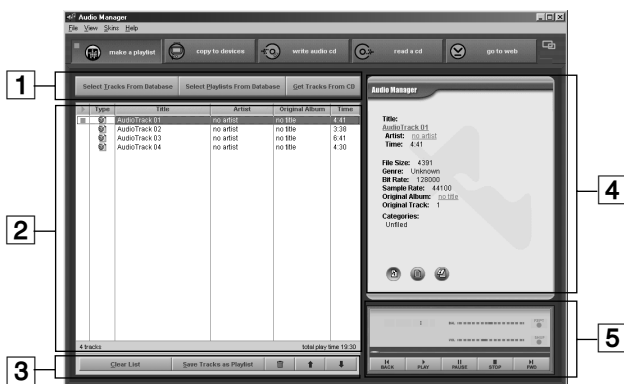 Audio Manager
File View Skins Help
make a playlist copy to devices write audio cd read a cd go to web
1
Select Tracks From Database Select Playlists From Database Get Tracks From CD
Type Title Artist Original Album Time
AudioTrack 01 no artist no title 4:41
AudioTrack 02 no artist no title 3:38
AudioTrack 03 no artist no title 6:41
AudioTrack 04 no artist no title 4:30
2
4 tracks total play time 19:30
3
Clear List Save Tracks as Playlist
Audio Manager
Title:
AudioTrack 01
Artist: no artist
Time: 4:41
File Size: 4391
Genre: Unknown
Bit Rate: 128000
Sample Rate: 44100
Original Album: no title
Original Track: 1
Categories:
Unfiled
4
5
BACK PLAY PAUSE STOP FWD